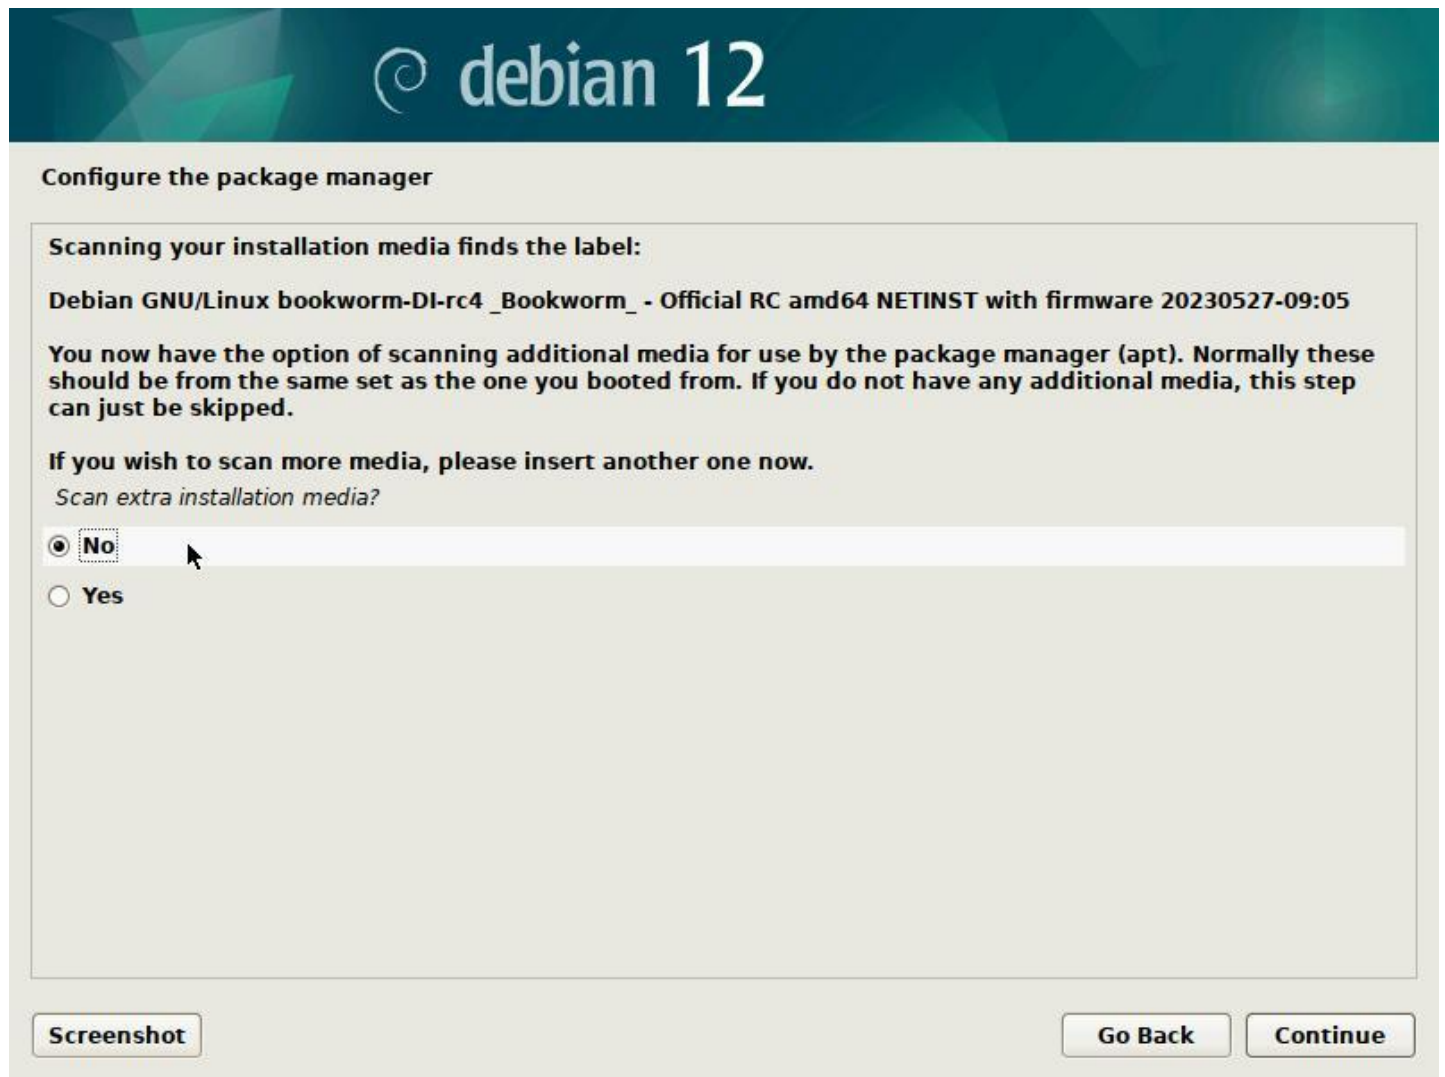 debian 12
Configure the package manager
Scanning your installation media finds the label:
Debian GNU/Linux bookworm-DI-rc4 _Bookworm_ - Official RC amd64 NETINST with firmware 20230527-09:05
You now have the option of scanning additional media for use by the package manager (apt). Normally these
should be from the same set as the one you booted from. If you do not have any additional media, this step
can just be skipped.
If you wish to scan more media, please insert another one now.
Scan extra installation media?
No
Yes
Screenshot
Go Back
Continue